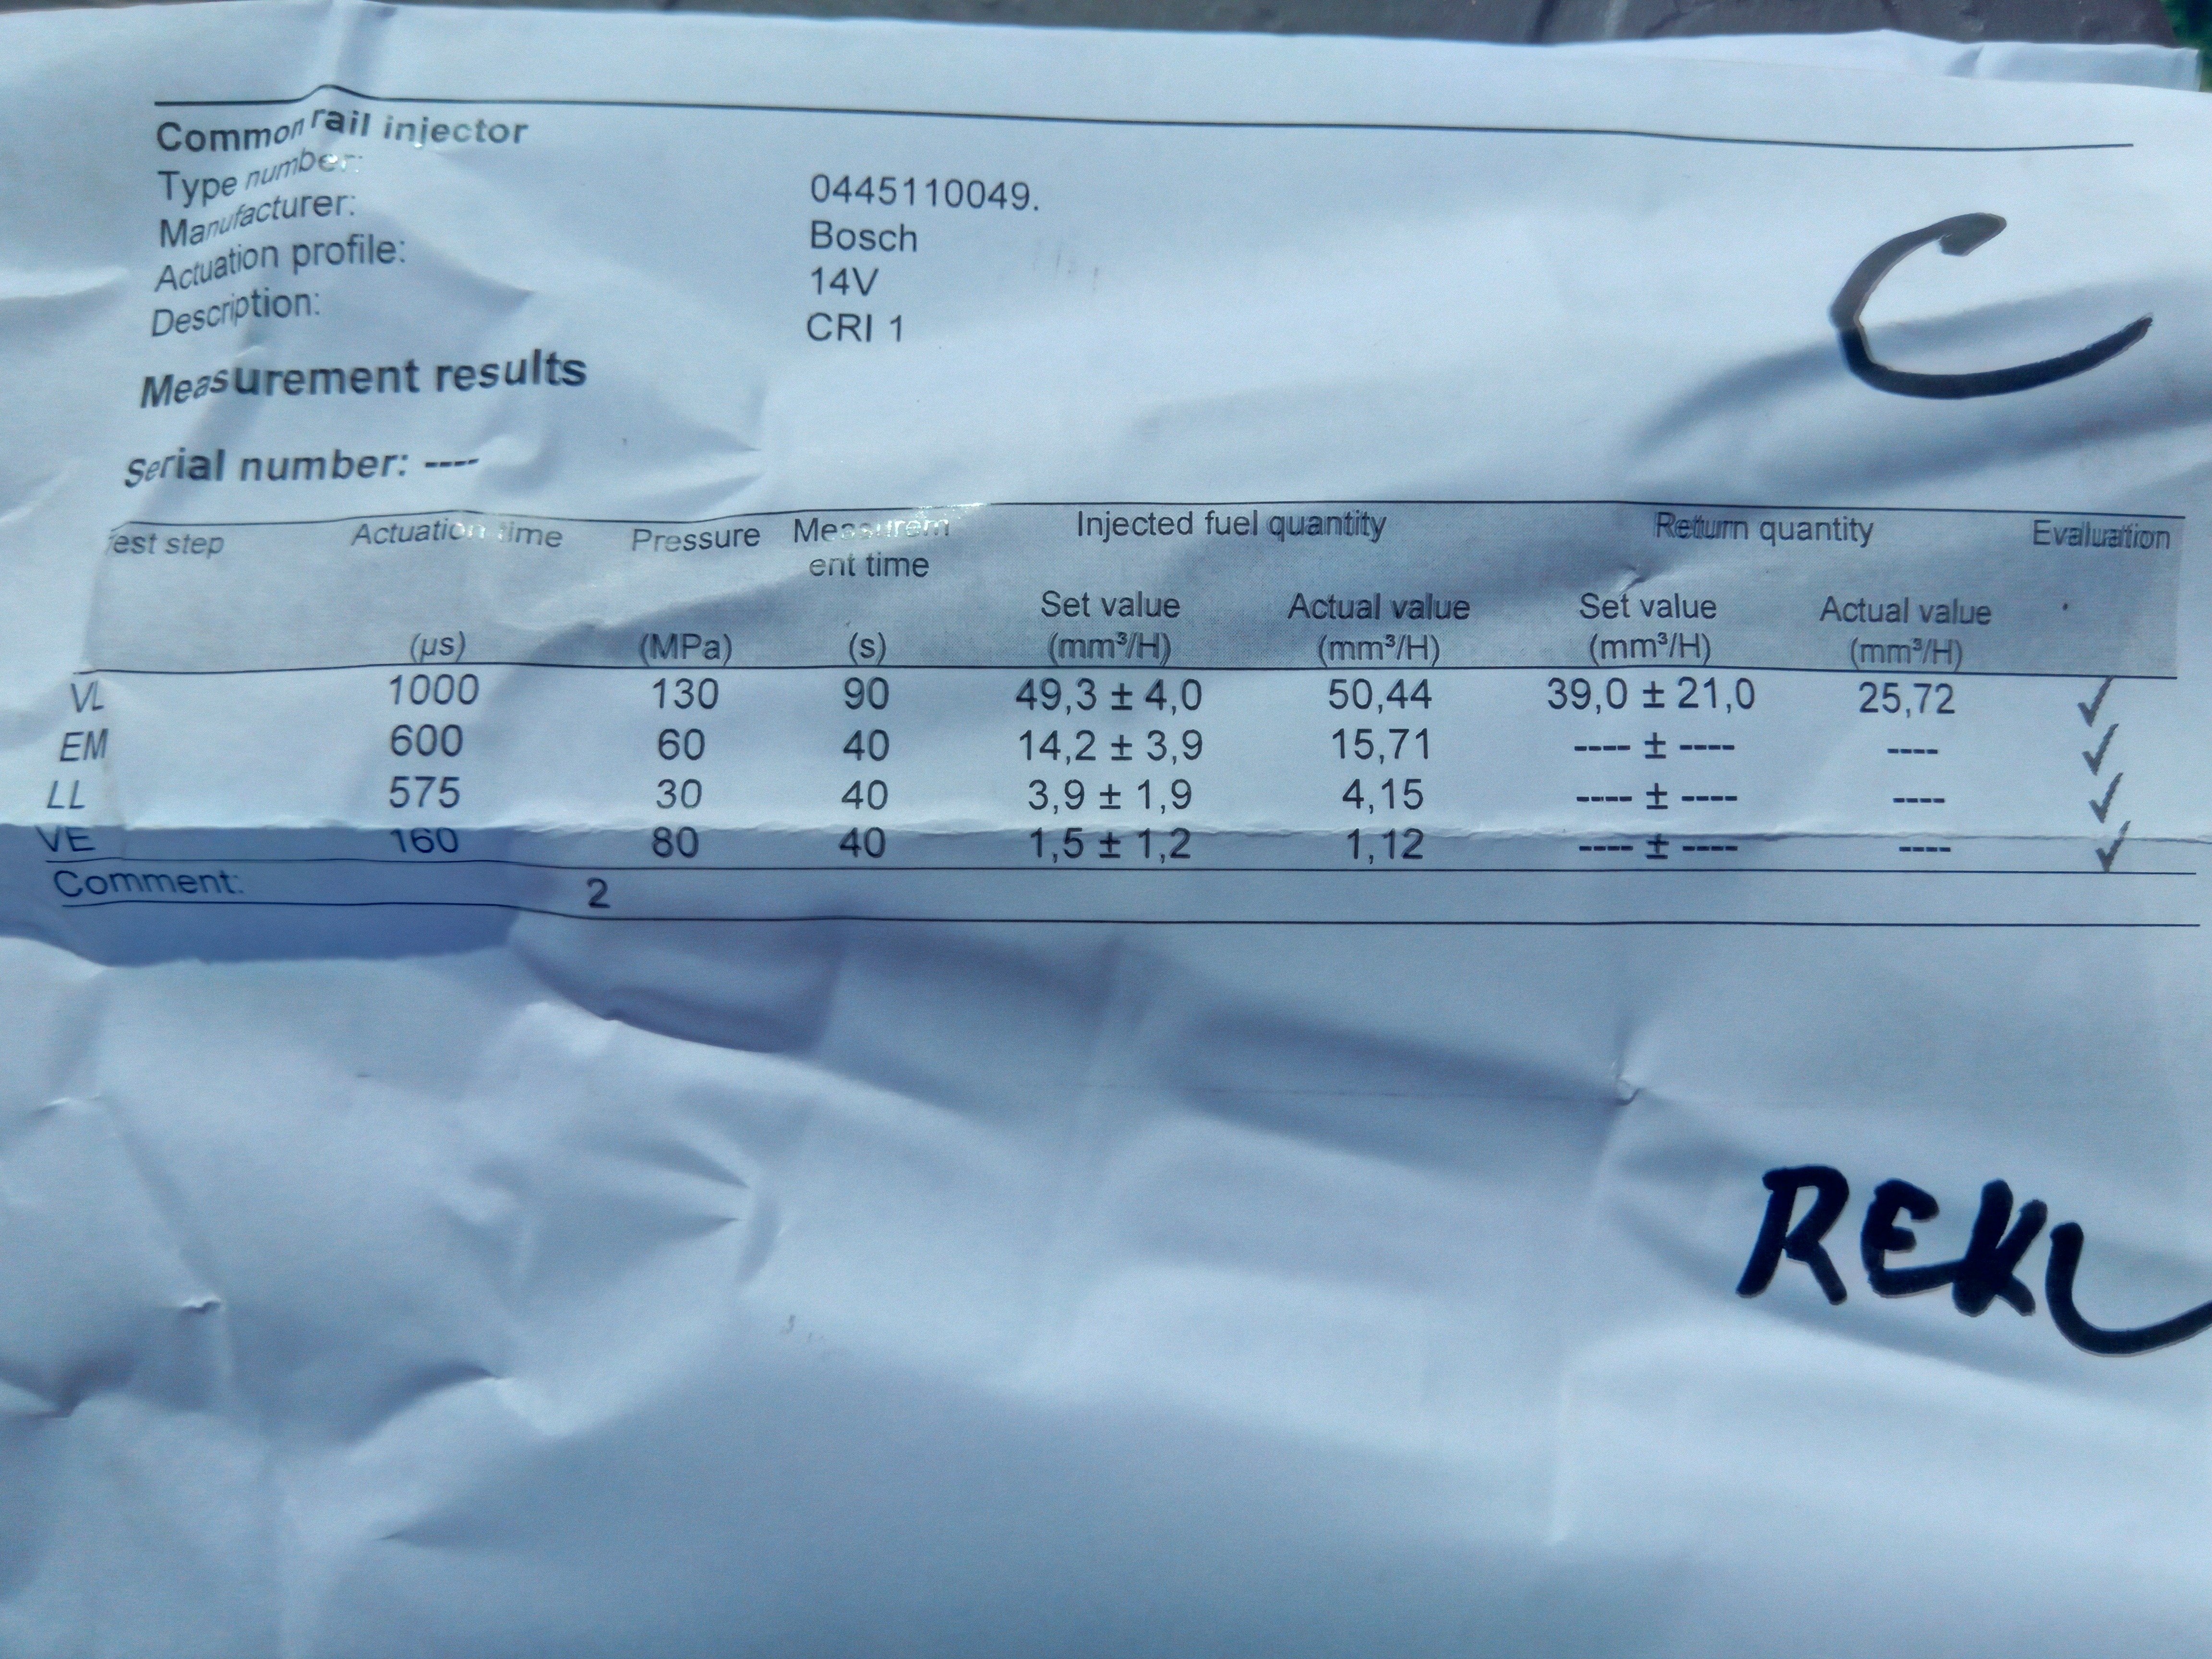 Common rail injector
Type number: 0445110049.
Manufacturer: Bosch
Actuation profile: 14V
Description: CRI 1
C
Measurement results
Serial number: ----
Test step Actuation time Pressure Measurem Injected fuel quantity Return quantity Evaluation
ent time
Set value Actual value Set value Actual value
(µs) (MPa) (s) (mm³/H) (mm³/H) (mm³/H) (mm³/H)
VL 1000 130 90 49,3 ± 4,0 50,44 39,0 ± 21,0 25,72 ✓
EM 600 60 40 14,2 ± 3,9 15,71 ---- ± ---- ---- ✓
LL 575 30 40 3,9 ± 1,9 4,15 ---- ± ---- ---- ✓
VE 160 80 40 1,5 ± 1,2 1,12 ---- ± ---- ---- ✓
Comment: 2
REKL